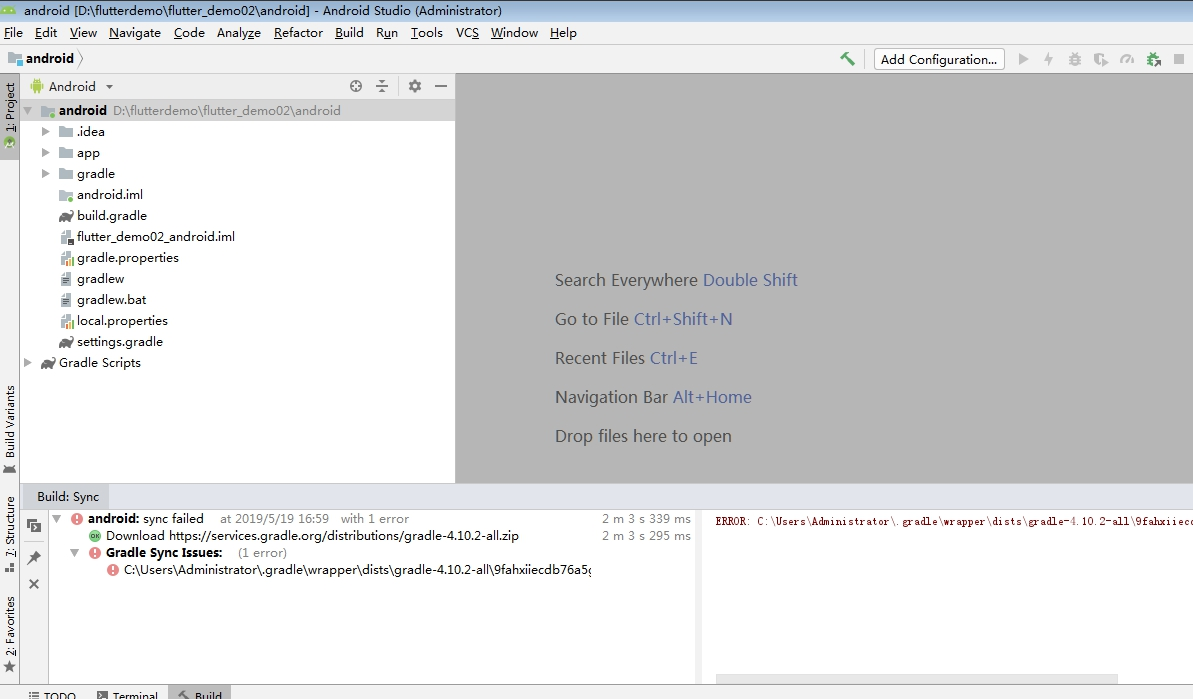 android [D:\flutterdemo\flutter_demo02\android] - Android Studio (Administrator)
File Edit View Navigate Code Analyze Refactor Build Run Tools VCS Window Help
android
Add Configuration...
1: Project
Android
android D:\flutterdemo\flutter_demo02\android
.idea
app
gradle
android.iml
build.gradle
flutter_demo02_android.iml
gradle.properties
gradlew
gradlew.bat
local.properties
settings.gradle
Gradle Scripts
Search Everywhere Double Shift
Go to File Ctrl+Shift+N
Recent Files Ctrl+E
Navigation Bar Alt+Home
Drop files here to open
Build Variants
7: Structure
2: Favorites
Build: Sync
android: sync failed at 2019/5/19 16:59 with 1 error 2 m 3 s 339 ms
OK Download https://services.gradle.org/distributions/gradle-4.10.2-all.zip 2 m 3 s 295 ms
Gradle Sync Issues: (1 error)
C:\Users\Administrator\.gradle\wrapper\dists\gradle-4.10.2-all\9fahxiiecdb76a5g
ERROR: C:\Users\Administrator\.gradle\wrapper\dists\gradle-4.10.2-all\9fahxiiec
TODO Terminal Build